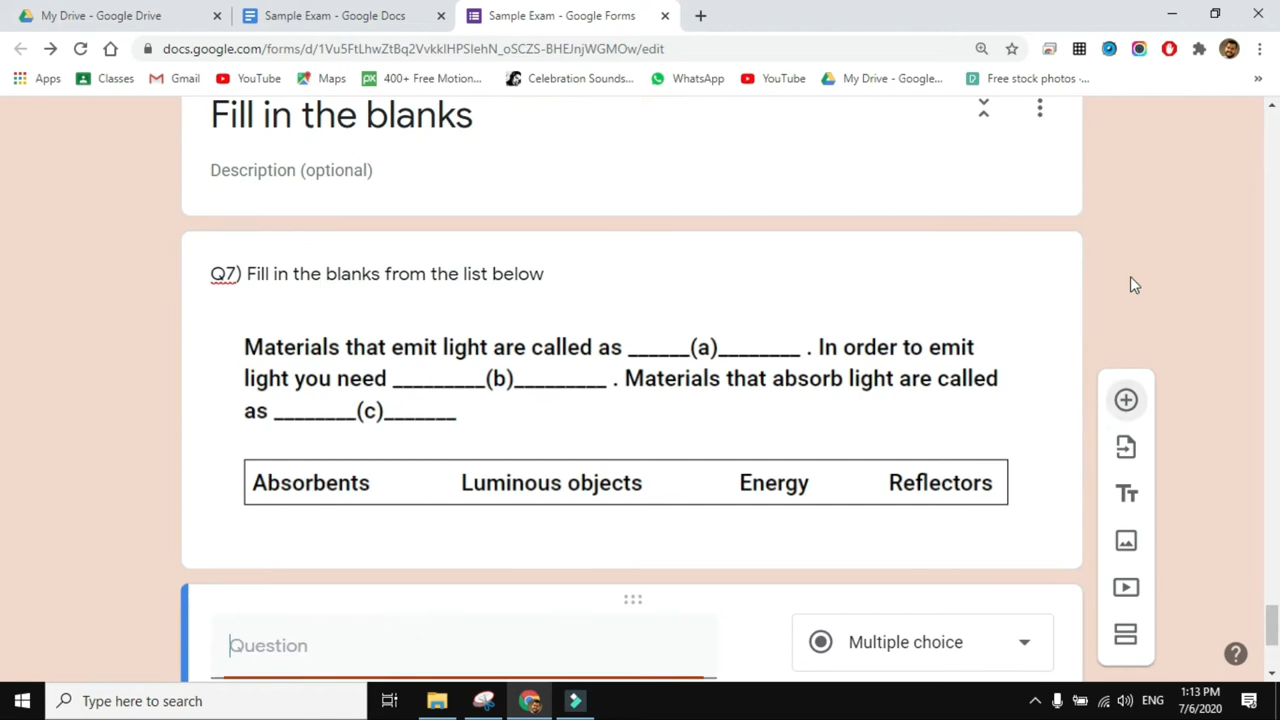 My Drive - Google Drive
Sample Exam - Google Docs
Sample Exam - Google Forms
docs.google.com/forms/d/1Vu5FtLhwZtBq2VvkklHPSlehN_oSCZS-BHEJnjWGMOw/edit
Apps
Classes
Gmail
YouTube
Maps
400+ Free Motion...
Celebration Sounds...
WhatsApp
YouTube
My Drive - Google...
Free stock photos -...
»
Fill in the blanks
Description (optional)
Q7) Fill in the blanks from the list below
Materials that emit light are called as ______(a)________ . In order to emit
light you need _________(b)_________ . Materials that absorb light are called
as ________(c)_______
Absorbents Luminous objects Energy Reflectors
Question
Multiple choice
Type here to search
ENG
1:13 PM
7/6/2020